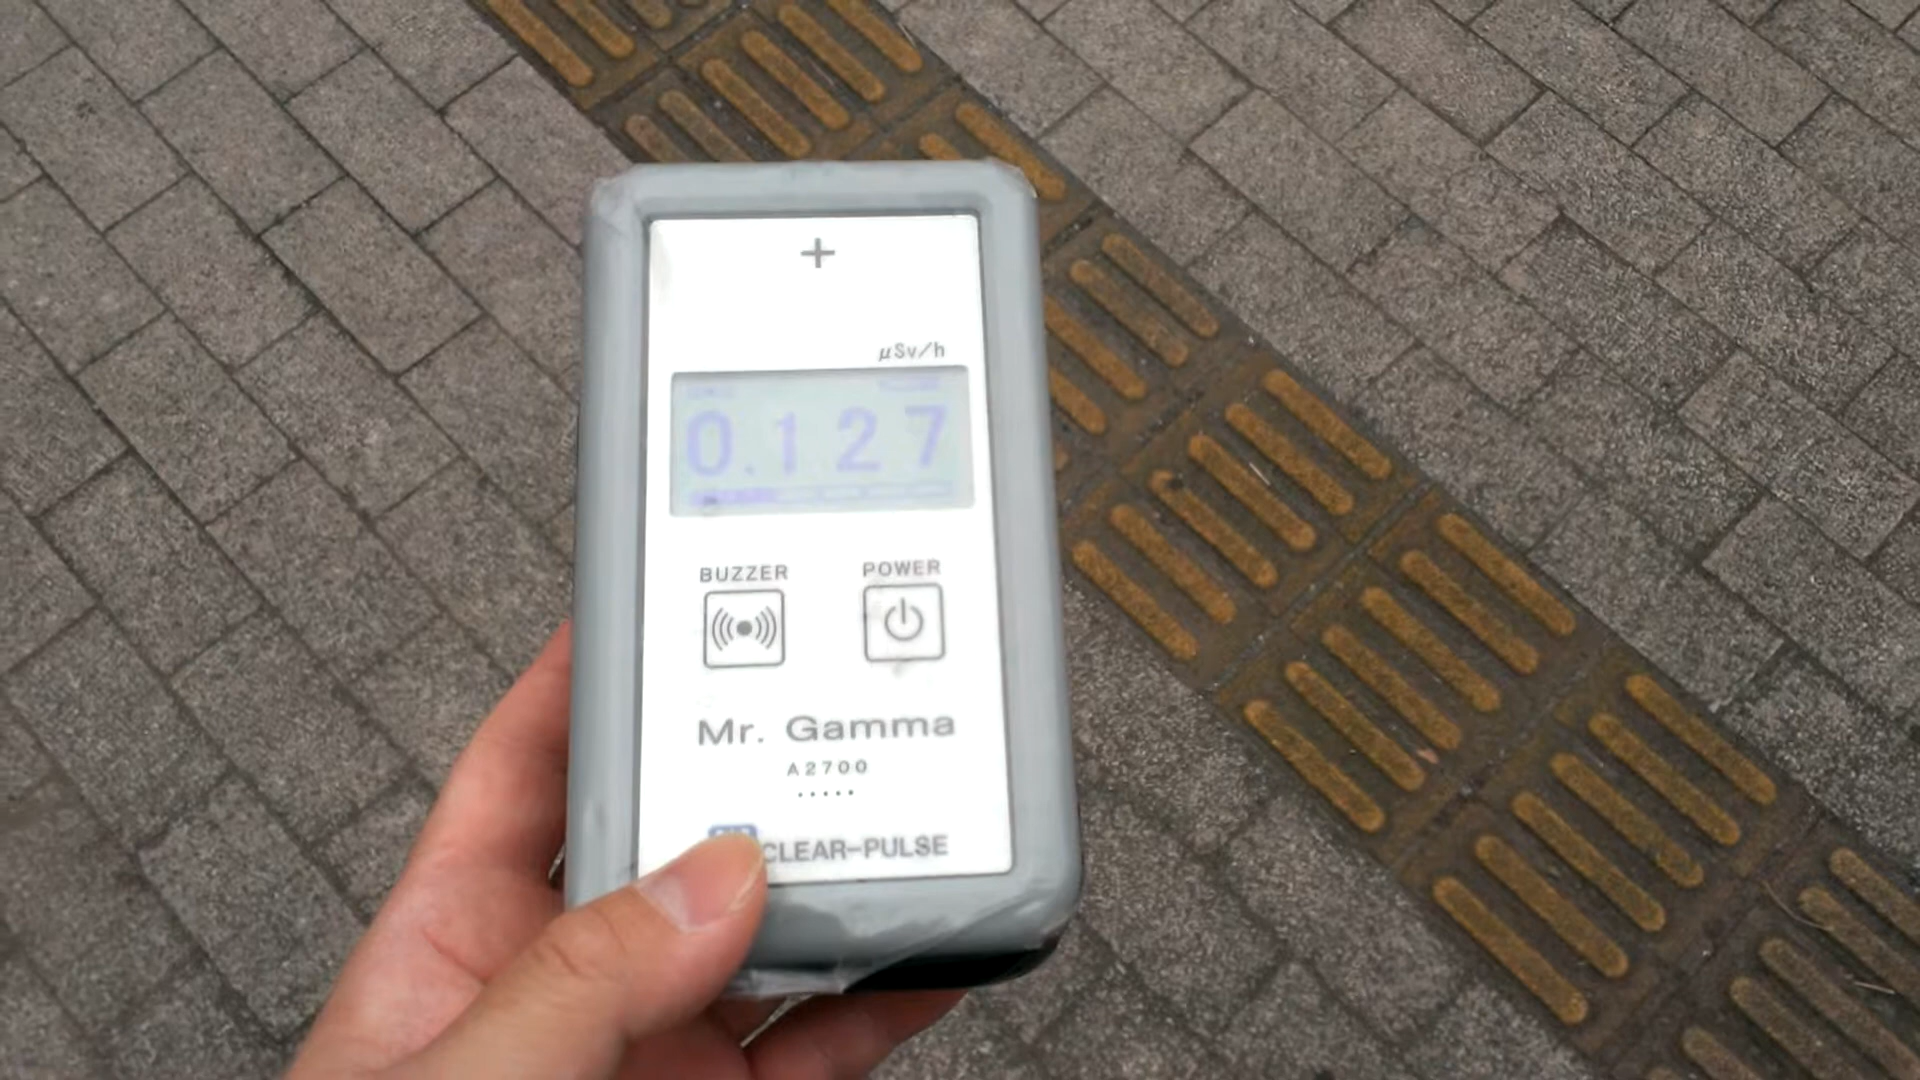 +
μSv/h
0.127
BUZZER POWER
Mr. Gamma
A2700
CLEAR-PULSE